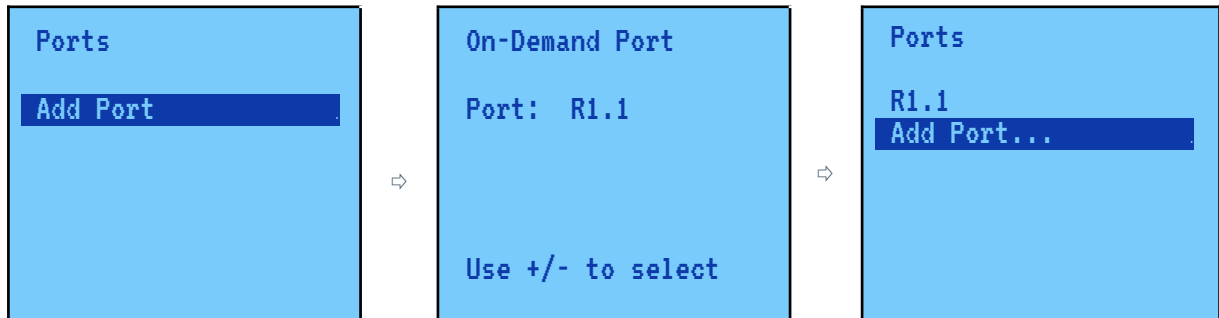 Ports
Add Port
On-Demand Port
Port: R1.1
Use +/- to select
Ports
R1.1
Add Port...